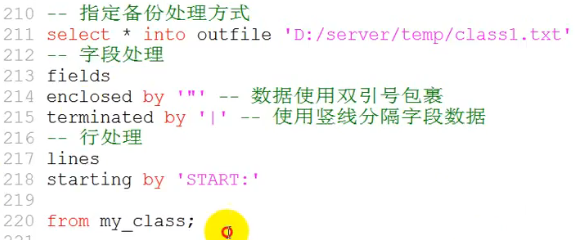 210 -- 指定备份处理方式
211 select * into outfile 'D:/server/temp/class1.txt'
212 -- 字段处理
213 fields
214 enclosed by '"' -- 数据使用双引号包裹
215 terminated by '|' -- 使用竖线分隔字段数据
216 -- 行处理
217 lines
218 starting by 'START:'
219
220 from my_class;
221